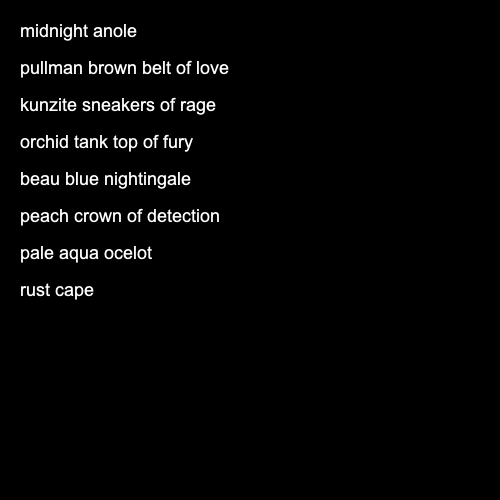 midnight anole
pullman brown belt of love
kunzite sneakers of rage
orchid tank top of fury
beau blue nightingale
peach crown of detection
pale aqua ocelot
rust cape